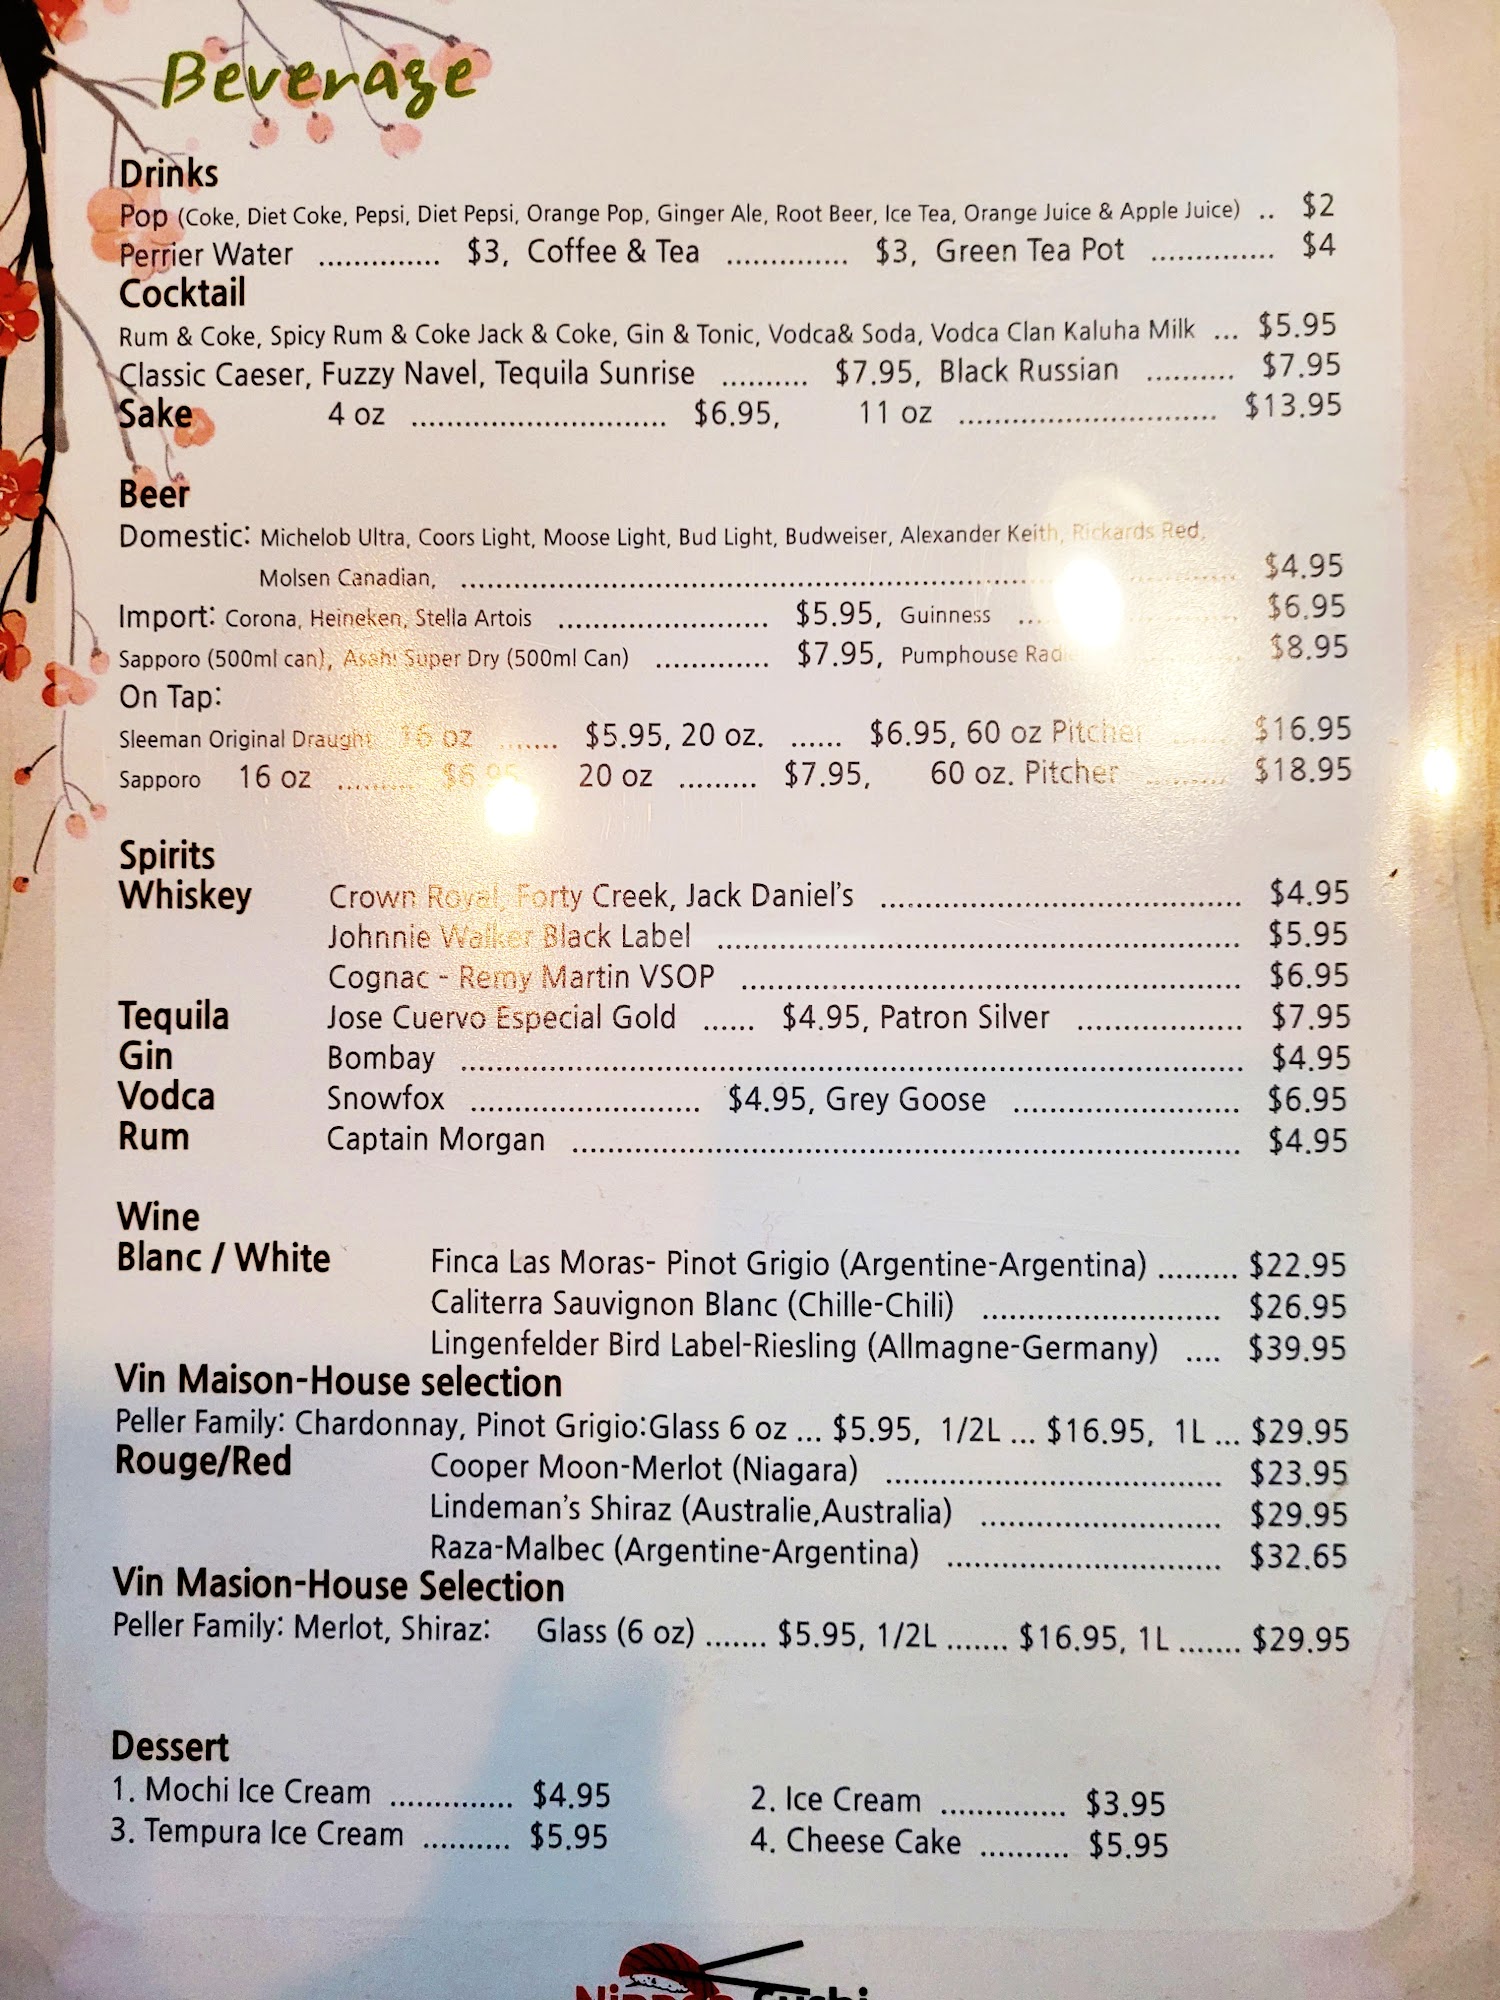 Beverage
Drinks
Pop (Coke, Diet Coke, Pepsi, Diet Pepsi, Orange Pop, Ginger Ale, Root Beer, Ice Tea, Orange Juice & Apple Juice) .. $2
Perrier Water .............. $3, Coffee & Tea .............. $3, Green Tea Pot .............. $4
Cocktail
Rum & Coke, Spicy Rum & Coke Jack & Coke, Gin & Tonic, Vodca& Soda, Vodca Clan Kaluha Milk ... $5.95
Classic Caeser, Fuzzy Navel, Tequila Sunrise .......... $7.95, Black Russian .......... $7.95
Sake 4 oz ............................. $6.95, 11 oz ............................. $13.95
Beer
Domestic: Michelob Ultra, Coors Light, Moose Light, Bud Light, Budweiser, Alexander Keith, Rickards Red,
Molsen Canadian, ............................. $4.95
Import: Corona, Heineken, Stella Artois ........................ $5.95, Guinness ... $6.95
Sapporo (500ml can), Asahi Super Dry (500ml Can) ............. $7.95, Pumphouse $8.95
On Tap:
Sleeman Original Draught 16 oz ....... $5.95, 20 oz. ...... $6.95, 60 oz Pitcher ...... $16.95
Sapporo 16 oz ......... $6.95 20 oz ......... $7.95, 60 oz. Pitcher ......... $18.95
Spirits
Whiskey Crown Royal, Forty Creek, Jack Daniel's ............................. $4.95
Johnnie Walker Black Label ............................. $5.95
Cognac - Remy Martin VSOP ............................. $6.95
Tequila Jose Cuervo Especial Gold ...... $4.95, Patron Silver ................... $7.95
Gin Bombay ............................. $4.95
Vodca Snowfox .......................... $4.95, Grey Goose .......................... $6.95
Rum Captain Morgan ............................. $4.95
Wine
Blanc / White Finca Las Moras- Pinot Grigio (Argentine-Argentina) ......... $22.95
Caliterra Sauvignon Blanc (Chille-Chili) ........................... $26.95
Lingenfelder Bird Label-Riesling (Allmagne-Germany) .... $39.95
Vin Maison-House selection
Peller Family: Chardonnay, Pinot Grigio:Glass 6 oz ... $5.95, 1/2L ... $16.95, 1L ... $29.95
Rouge/Red Cooper Moon-Merlot (Niagara) ............................. $23.95
Lindeman's Shiraz (Australie,Australia) ........................... $29.95
Raza-Malbec (Argentine-Argentina) ............................. $32.65
Vin Masion-House Selection
Peller Family: Merlot, Shiraz: Glass (6 oz) ....... $5.95, 1/2L ....... $16.95, 1L ....... $29.95
Dessert
1. Mochi Ice Cream .............. $4.95 2. Ice Cream .............. $3.95
3. Tempura Ice Cream .......... $5.95 4. Cheese Cake .......... $5.95